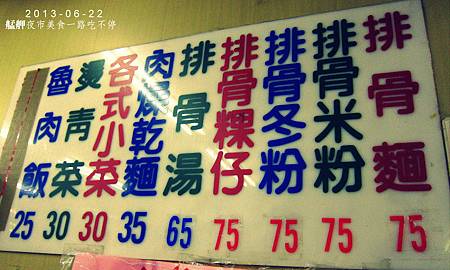 2013-06-22
艋舺夜市美食一路吃不停
排骨麵 75
排骨米粉 75
排骨冬粉 75
排骨粿仔 75
排骨湯 65
肉燥乾麵 35
各式小菜 30
燙青菜 30
魯肉飯 25